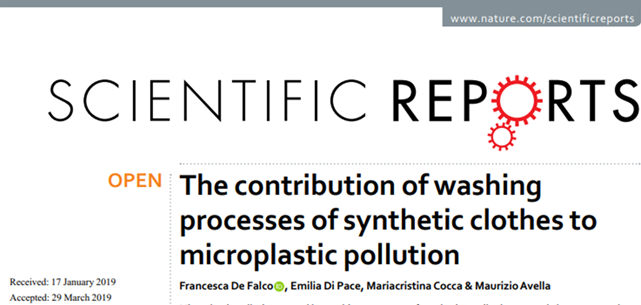 www.nature.com/scientificreports
SCIENTIFIC REPORTS
OPEN
The contribution of washing
processes of synthetic clothes to
microplastic pollution
Received: 17 January 2019
Accepted: 29 March 2019
Francesca De Falco, Emilia Di Pace, Mariacristina Cocca & Maurizio Avella